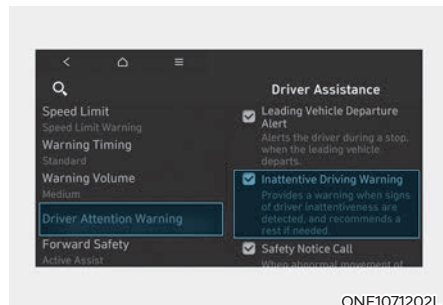 Driver Assistance
Speed Limit
Speed Limit Warning
Warning Timing
Standard
Warning Volume
Medium
Driver Attention Warning
Forward Safety
Active Assist
Leading Vehicle Departure
Alert
Alerts the driver during a stop,
when the leading vehicle
departs.
Inattentive Driving Warning
Provides a warning when signs
of driver inattentiveness are
detected, and recommends a
rest if needed.
Safety Notice Call
When abnormal movement of
ONE1071202L